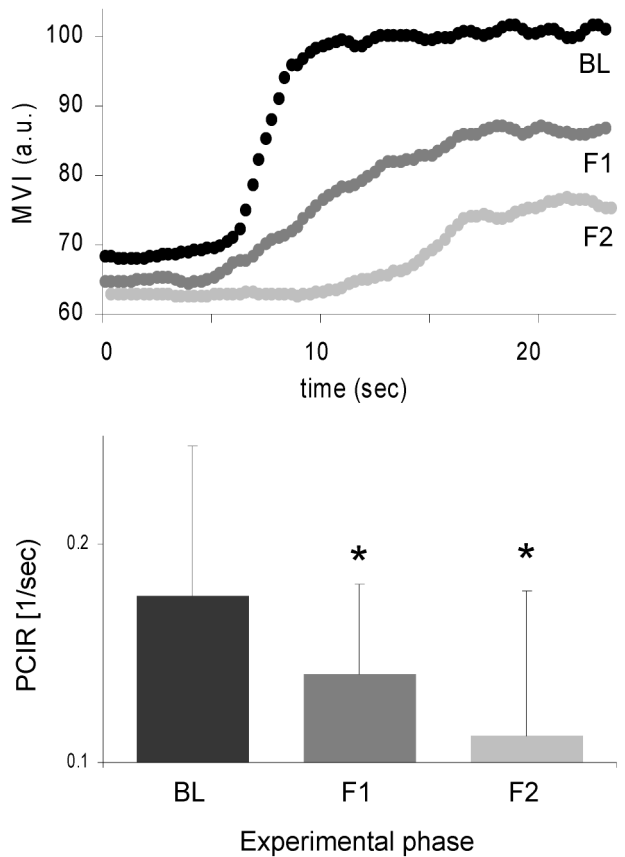 100
90
80
70
60
MVI (a.u.)
BL
F1
F2
0
10
20
time (sec)
PCIR [1/sec]
0.2
0.1
*
*
BL
F1
F2
Experimental phase